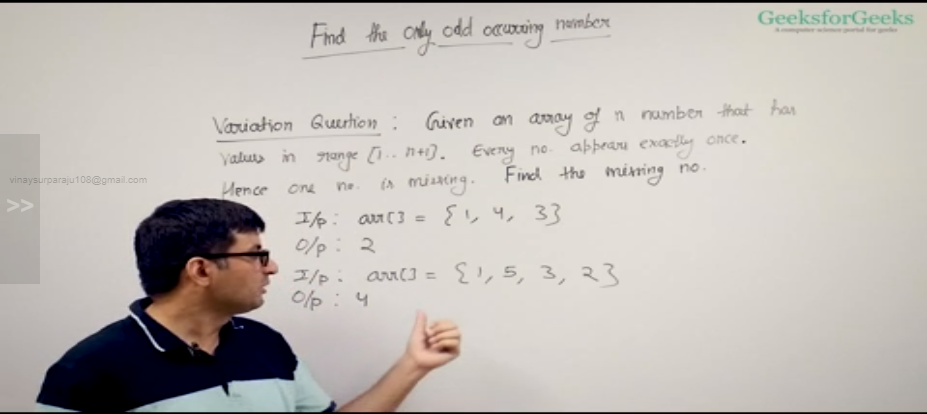 Find the only odd occurring number
GeeksforGeeks
A computer science portal for geeks
Variation Question : Given an array of n number that has
values in range [1.. n+1]. Every no. appears exactly once.
Hence one no. is missing. Find the missing no.
vinaysurparaju108@gmail.com
>>
I/p : arr[] = {1, 4, 3}
O/p : 2
I/p : arr[] = {1, 5, 3, 2}
O/p : 4